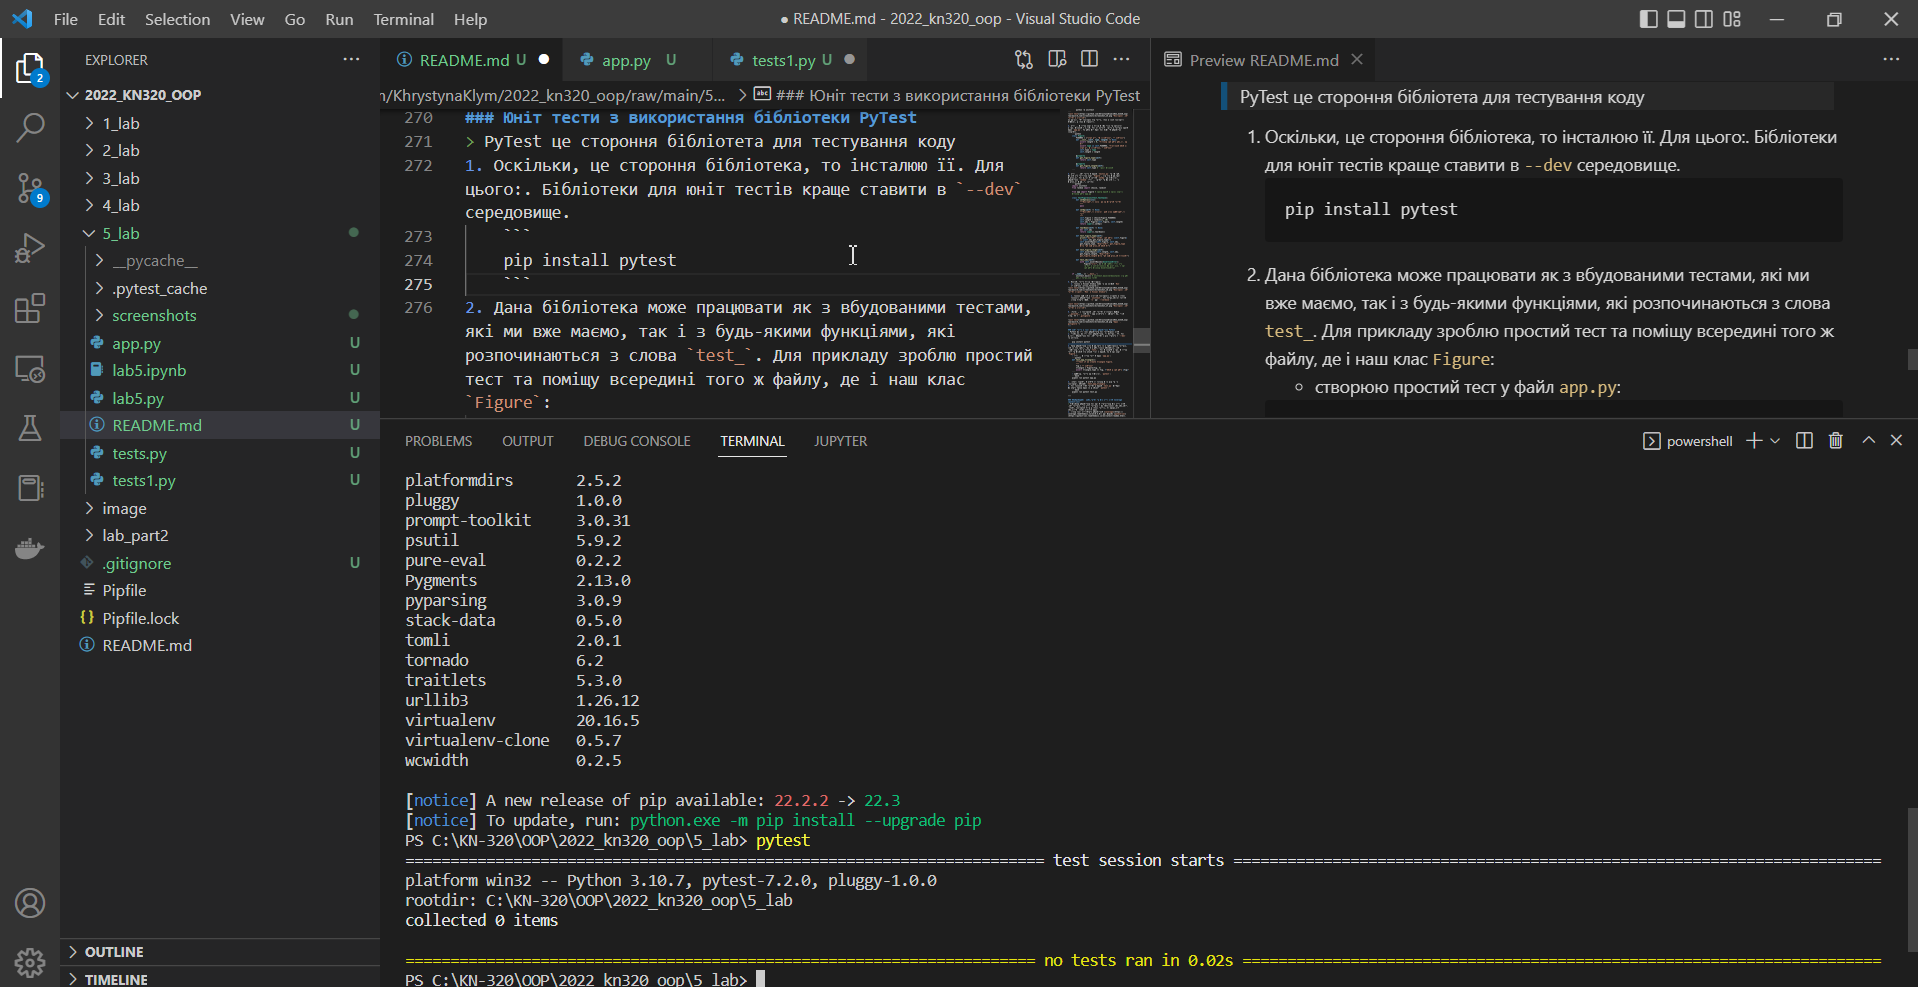 File Edit Selection View Go Run Terminal Help
● README.md - 2022_kn320_oop - Visual Studio Code
EXPLORER
2022_KN320_OOP
1_lab
2_lab
3_lab
4_lab
5_lab
__pycache__
.pytest_cache
screenshots
app.py U
lab5.ipynb U
lab5.py U
README.md U
tests.py U
tests1.py U
image
lab_part2
.gitignore U
Pipfile
Pipfile.lock
README.md
OUTLINE
TIMELINE
2
9
README.md U
app.py U
tests1.py U
n/KhrystynaKlym/2022_kn320_oop/raw/main/5... > ### Юніт тести з використання бібліотеки PyTest
270 ### Юніт тести з використання бібліотеки PyTest
271 > PyTest це стороння бібліотета для тестування коду
272 1. Оскільки, це стороння бібліотека, то інсталюю її. Для
цього:. Бібліотеки для юніт тестів краще ставити в `--dev`
середовище.
273 ```
274 pip install pytest
275 ```
276 2. Дана бібліотека може працювати як з вбудованими тестами,
які ми вже маємо, так і з будь-якими функціями, які
розпочинаються з слова `test_`. Для прикладу зроблю простий
тест та поміщу всередині того ж файлу, де і наш клас
`Figure`:
Preview README.md
PyTest це стороння бібліотета для тестування коду
1. Оскільки, це стороння бібліотека, то інсталюю її. Для цього:. Бібліотеки
для юніт тестів краще ставити в --dev середовище.
pip install pytest
2. Дана бібліотека може працювати як з вбудованими тестами, які ми
вже маємо, так і з будь-якими функціями, які розпочинаються з слова
test_. Для прикладу зроблю простий тест та поміщу всередині того ж
файлу, де і наш клас Figure:
створюю простий тест у файл app.py:
PROBLEMS OUTPUT DEBUG CONSOLE TERMINAL JUPYTER
powershell
platformdirs 2.5.2
pluggy 1.0.0
prompt-toolkit 3.0.31
psutil 5.9.2
pure-eval 0.2.2
Pygments 2.13.0
pyparsing 3.0.9
stack-data 0.5.0
tomli 2.0.1
tornado 6.2
traitlets 5.3.0
urllib3 1.26.12
virtualenv 20.16.5
virtualenv-clone 0.5.7
wcwidth 0.2.5
[notice] A new release of pip available: 22.2.2 -> 22.3
[notice] To update, run: python.exe -m pip install --upgrade pip
PS C:\KN-320\OOP\2022_kn320_oop\5_lab> pytest
======================================================================= test session starts ========================================================================
platform win32 -- Python 3.10.7, pytest-7.2.0, pluggy-1.0.0
rootdir: C:\KN-320\OOP\2022_kn320_oop\5_lab
collected 0 items
====================================================================== no tests ran in 0.02s =======================================================================
PS C:\KN-320\OOP\2022_kn320_oop\5_lab>